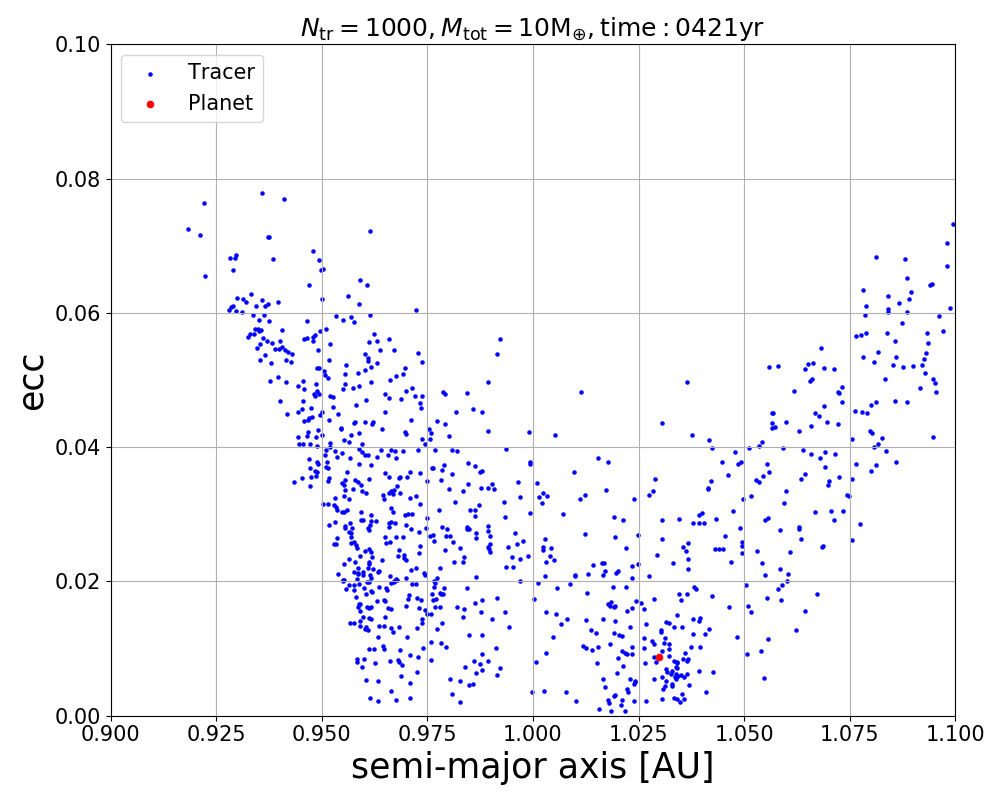 N_tr = 1000, M_tot = 10M_⊕, time : 0421yr
Tracer
Planet
0.10
0.08
0.06
0.04
0.02
0.00
ecc
0.900 0.925 0.950 0.975 1.000 1.025 1.050 1.075 1.100
semi-major axis [AU]